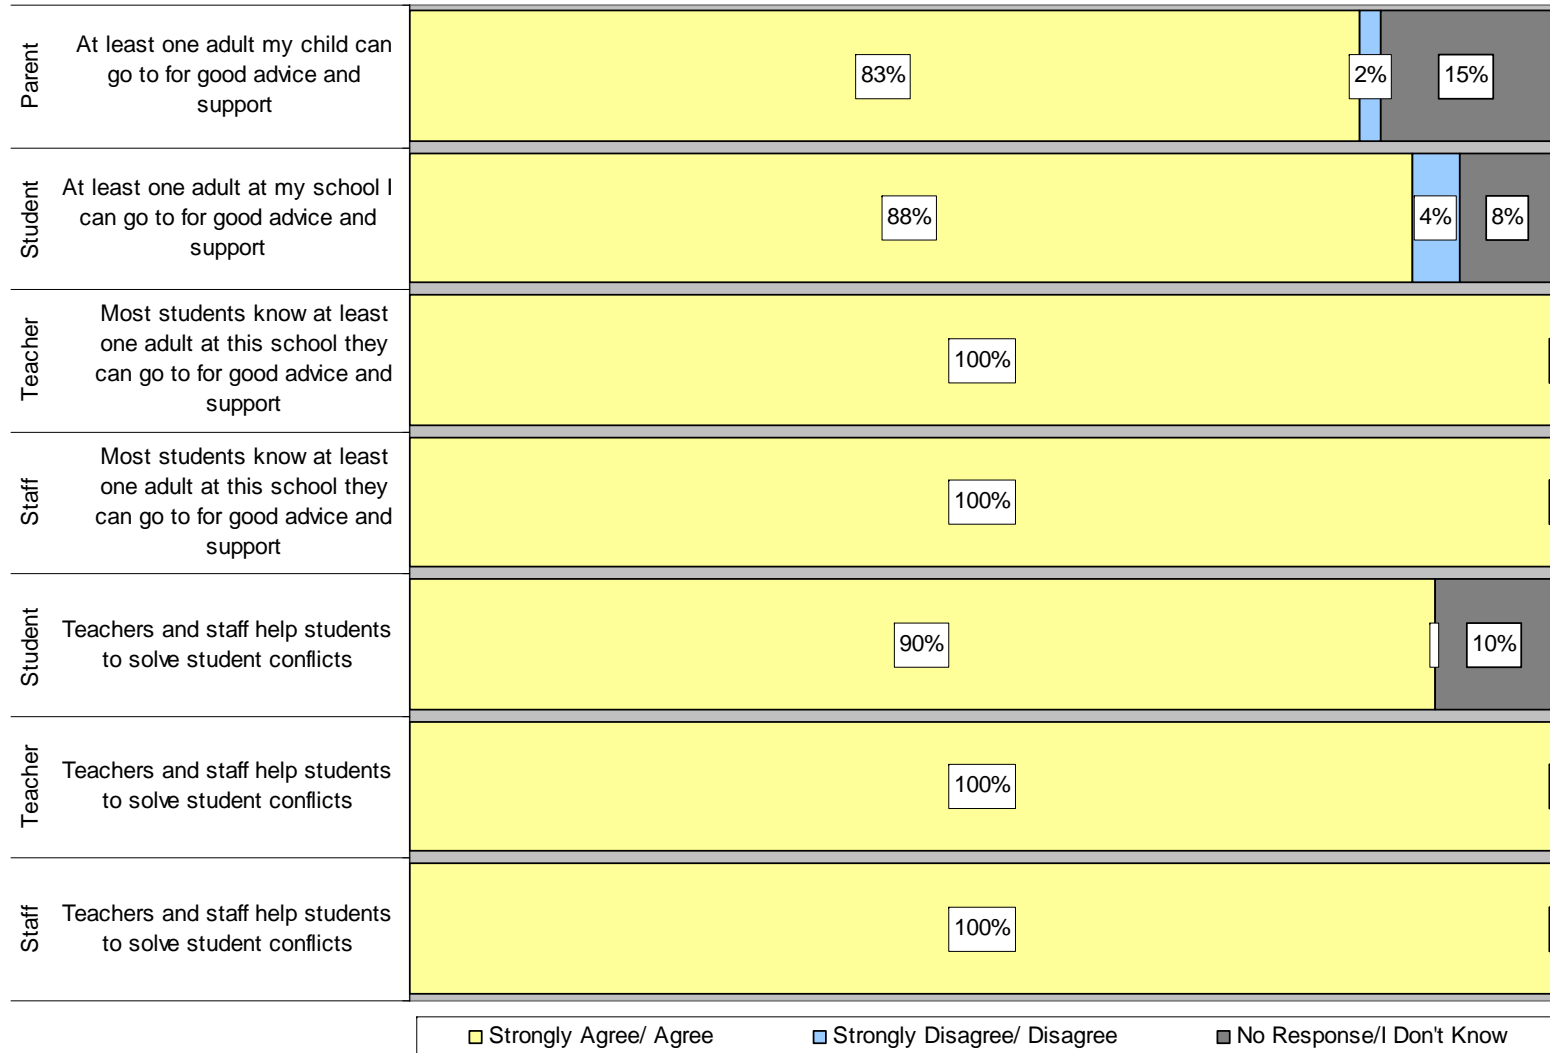 Parent
At least one adult my child can
go to for good advice and
support
83%
2%
15%
Student
At least one adult at my school I
can go to for good advice and
support
88%
4%
8%
Teacher
Most students know at least
one adult at this school they
can go to for good advice and
support
100%
Staff
Most students know at least
one adult at this school they
can go to for good advice and
support
100%
Student
Teachers and staff help students
to solve student conflicts
90%
10%
Teacher
Teachers and staff help students
to solve student conflicts
100%
Staff
Teachers and staff help students
to solve student conflicts
100%
Strongly Agree/ Agree
Strongly Disagree/ Disagree
No Response/I Don't Know